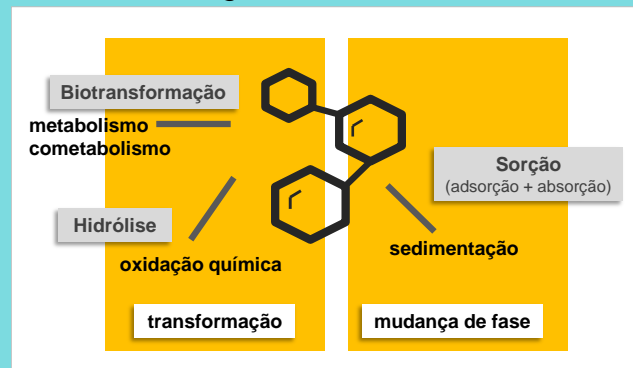 Biotransformação
metabolismo
cometabolismo
Hidrólise
oxidação química
transformação
Sorção
(adsorção + absorção)
sedimentação
mudança de fase